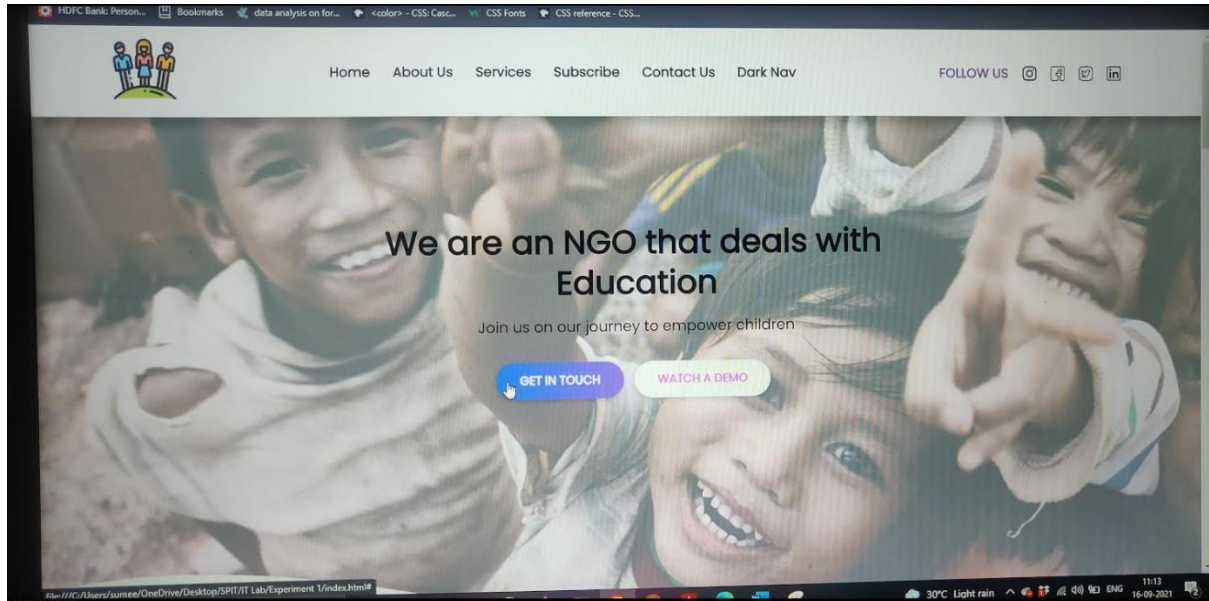 HDFC Bank: Person... Bookmarks data analysis on for... <color> - CSS: Casc... CSS Fonts CSS reference - CSS...
Home About Us Services Subscribe Contact Us Dark Nav FOLLOW US
We are an NGO that deals with
Education
Join us on our journey to empower children
GET IN TOUCH WATCH A DEMO
file:///C:/Users/sumee/OneDrive/Desktop/SPIT/IT Lab/Experiment 1/index.html#
30°C Light rain ENG 11:13
16-09-2021